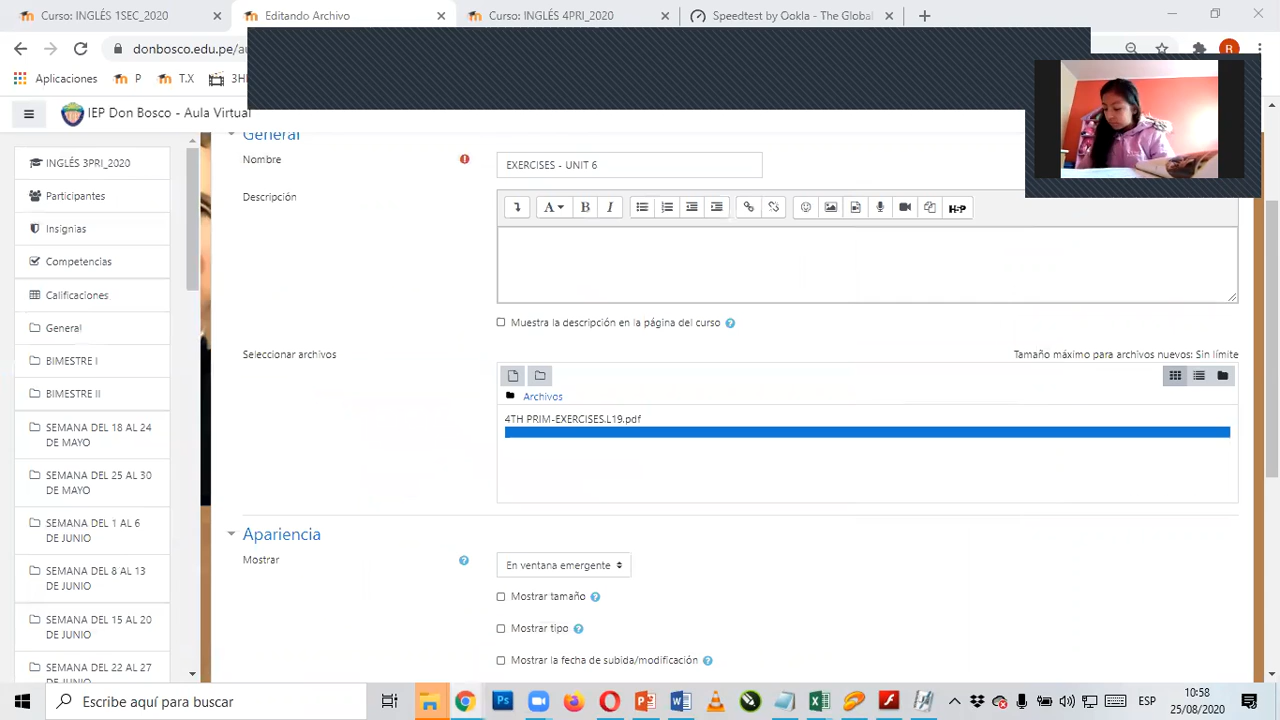 Curso: INGLÉS 1SEC_2020
Editando Archivo
Curso: INGLÉS 4PRI_2020
Speedtest by Ookla - The Global
donbosco.edu.pe/au
R
Aplicaciones
P
T.X
3H
IEP Don Bosco - Aula Virtual
General
INGLÉS 3PRI_2020
Participantes
Insignias
Competencias
Calificaciones
General
BIMESTRE I
BIMESTRE II
SEMANA DEL 18 AL 24
DE MAYO
SEMANA DEL 25 AL 30
DE MAYO
SEMANA DEL 1 AL 6
DE JUNIO
SEMANA DEL 8 AL 13
DE JUNIO
SEMANA DEL 15 AL 20
DE JUNIO
SEMANA DEL 22 AL 27
Nombre
EXERCISES - UNIT 6
Descripción
A
B
I
H-P
Muestra la descripción en la página del curso
Seleccionar archivos
Tamaño máximo para archivos nuevos: Sin límite
Archivos
4TH PRIM-EXERCISES.L19.pdf
Apariencia
Mostrar
En ventana emergente
Mostrar tamaño
Mostrar tipo
Mostrar la fecha de subida/modificación
Escribe aquí para buscar
ESP
10:58
25/08/2020